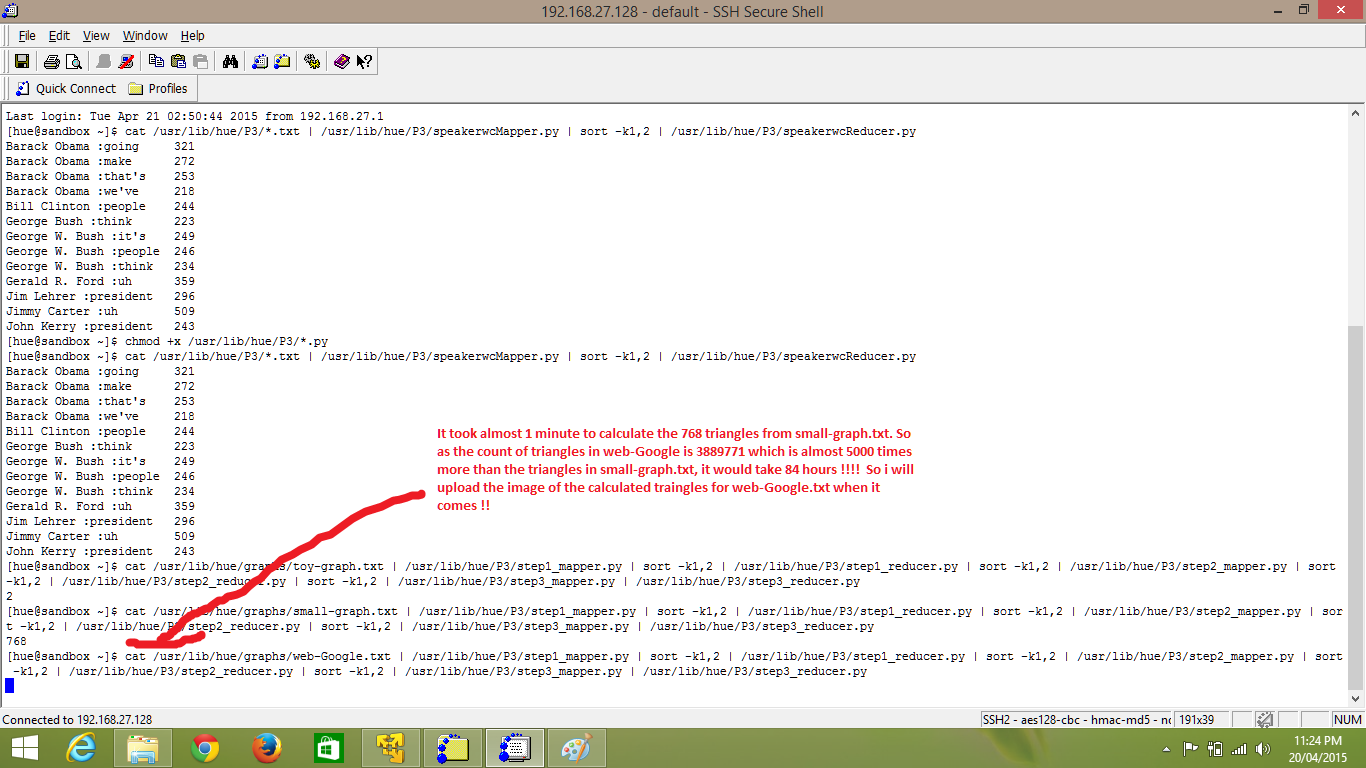 192.168.27.128 - default - SSH Secure Shell
File Edit View Window Help
Quick Connect Profiles
Last login: Tue Apr 21 02:50:44 2015 from 192.168.27.1
[hue@sandbox ~]$ cat /usr/lib/hue/P3/*.txt | /usr/lib/hue/P3/speakerwcMapper.py | sort -k1,2 | /usr/lib/hue/P3/speakerwcReducer.py
Barack Obama :going 321
Barack Obama :make 272
Barack Obama :that's 253
Barack Obama :we've 218
Bill Clinton :people 244
George Bush :think 223
George W. Bush :it's 249
George W. Bush :people 246
George W. Bush :think 234
Gerald R. Ford :uh 359
Jim Lehrer :president 296
Jimmy Carter :uh 509
John Kerry :president 243
[hue@sandbox ~]$ chmod +x /usr/lib/hue/P3/*.py
[hue@sandbox ~]$ cat /usr/lib/hue/P3/*.txt | /usr/lib/hue/P3/speakerwcMapper.py | sort -k1,2 | /usr/lib/hue/P3/speakerwcReducer.py
Barack Obama :going 321
Barack Obama :make 272
Barack Obama :that's 253
Barack Obama :we've 218
Bill Clinton :people 244
George Bush :think 223
George W. Bush :it's 249
George W. Bush :people 246
George W. Bush :think 234
Gerald R. Ford :uh 359
Jim Lehrer :president 296
Jimmy Carter :uh 509
John Kerry :president 243
It took almost 1 minute to calculate the 768 triangles from small-graph.txt. So
as the count of triangles in web-Google is 3889771 which is almost 5000 times
more than the triangles in small-graph.txt, it would take 84 hours !!!! So i will
upload the image of the calculated traingles for web-Google.txt when it
comes !!
[hue@sandbox ~]$ cat /usr/lib/hue/graphs/toy-graph.txt | /usr/lib/hue/P3/step1_mapper.py | sort -k1,2 | /usr/lib/hue/P3/step1_reducer.py | sort -k1,2 | /usr/lib/hue/P3/step2_mapper.py | sort
-k1,2 | /usr/lib/hue/P3/step2_reducer.py | sort -k1,2 | /usr/lib/hue/P3/step3_mapper.py | /usr/lib/hue/P3/step3_reducer.py
2
[hue@sandbox ~]$ cat /usr/lib/hue/graphs/small-graph.txt | /usr/lib/hue/P3/step1_mapper.py | sort -k1,2 | /usr/lib/hue/P3/step1_reducer.py | sort -k1,2 | /usr/lib/hue/P3/step2_mapper.py | sor
t -k1,2 | /usr/lib/hue/P3/step2_reducer.py | sort -k1,2 | /usr/lib/hue/P3/step3_mapper.py | /usr/lib/hue/P3/step3_reducer.py
768
[hue@sandbox ~]$ cat /usr/lib/hue/graphs/web-Google.txt | /usr/lib/hue/P3/step1_mapper.py | sort -k1,2 | /usr/lib/hue/P3/step1_reducer.py | sort -k1,2 | /usr/lib/hue/P3/step2_mapper.py | sort
-k1,2 | /usr/lib/hue/P3/step2_reducer.py | sort -k1,2 | /usr/lib/hue/P3/step3_mapper.py | /usr/lib/hue/P3/step3_reducer.py
Connected to 192.168.27.128 SSH2 - aes128-cbc - hmac-md5 - nc 191x39 NUM
11:24 PM
20/04/2015